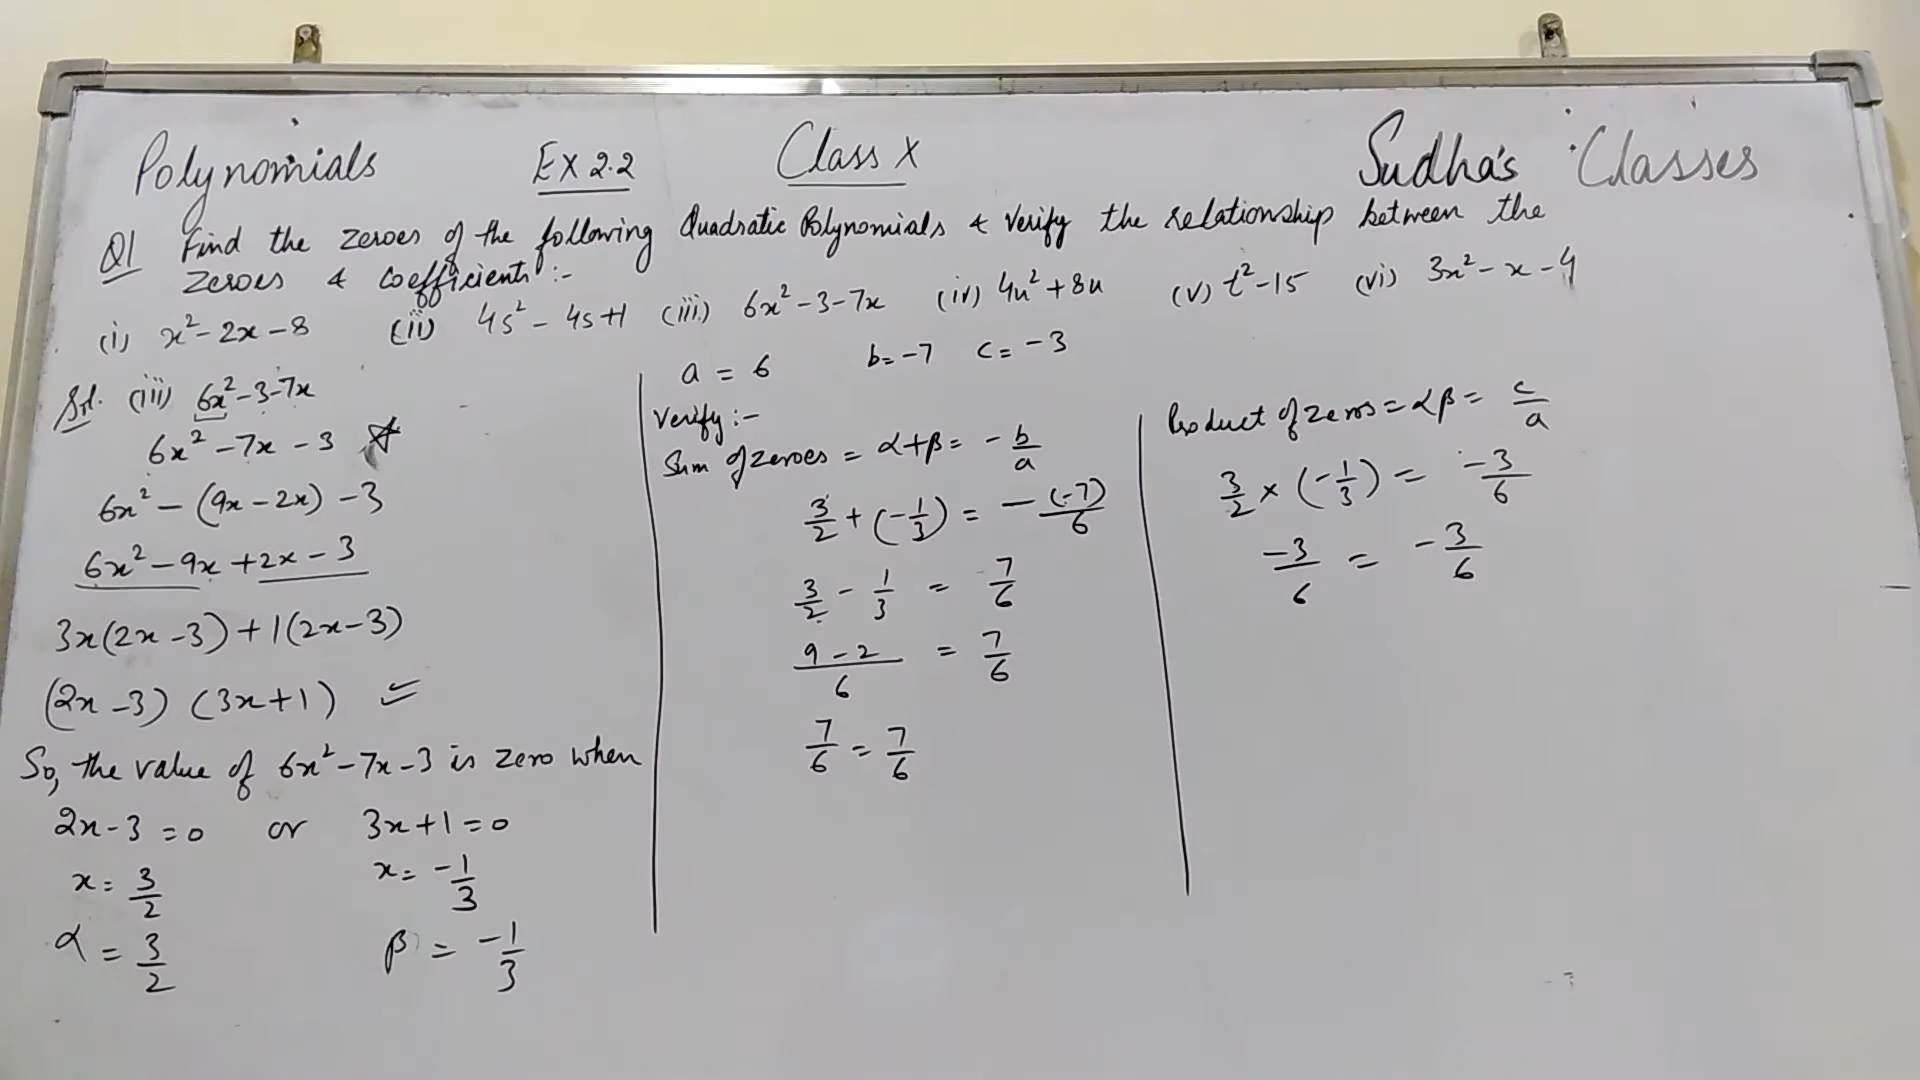 Polynomials Ex 2.2 Class X Sudha's Classes
Q1 Find the zeroes of the following Quadratic Polynomials & Verify the relationship between the
zeroes & coefficients :-
(i) x² - 2x - 8 (ii) 4s² - 4s + 1 (iii) 6x² - 3 - 7x (iv) 4u² + 8u (v) t² - 15 (vi) 3x² - x - 4
Sol. (iii) 6x² - 3 - 7x
6x² - 7x - 3 ☆
6x² - (9x - 2x) - 3
6x² - 9x + 2x - 3
3x(2x - 3) + 1(2x - 3)
(2x - 3) (3x + 1)
So, the value of 6x² - 7x - 3 is zero when
2x - 3 = 0 or 3x + 1 = 0
x = 3/2 x = -1/3
α = 3/2 β = -1/3
a = 6 b = -7 c = -3
Verify :-
Sum of zeroes = α + β = -b/a
3/2 + (-1/3) = -(-7)/6
3/2 - 1/3 = 7/6
9 - 2/6 = 7/6
7/6 = 7/6
Product of zeros = αβ = c/a
3/2 × (-1/3) = -3/6
-3/6 = -3/6